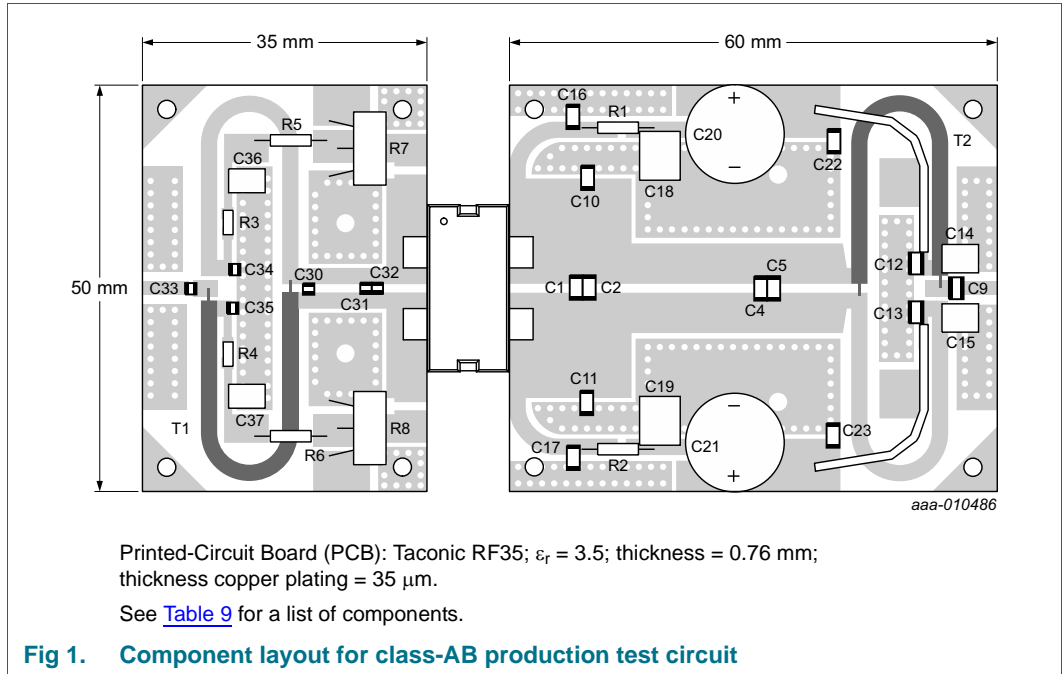 35 mm
60 mm
50 mm
C16
R1
C20
+
−
C22
T2
R5
C36
R7
R3
C10
C18
C34
C30
C32
C33
C31
C35
C1
C2
C5
C4
C12
C14
C9
C13
C15
R4
C37
T1
R6
R8
C11
C19
−
C17
R2
C21
+
C23
aaa-010486
Printed-Circuit Board (PCB): Taconic RF35; εr = 3.5; thickness = 0.76 mm;
thickness copper plating = 35 μm.
See Table 9 for a list of components.
Fig 1. Component layout for class-AB production test circuit